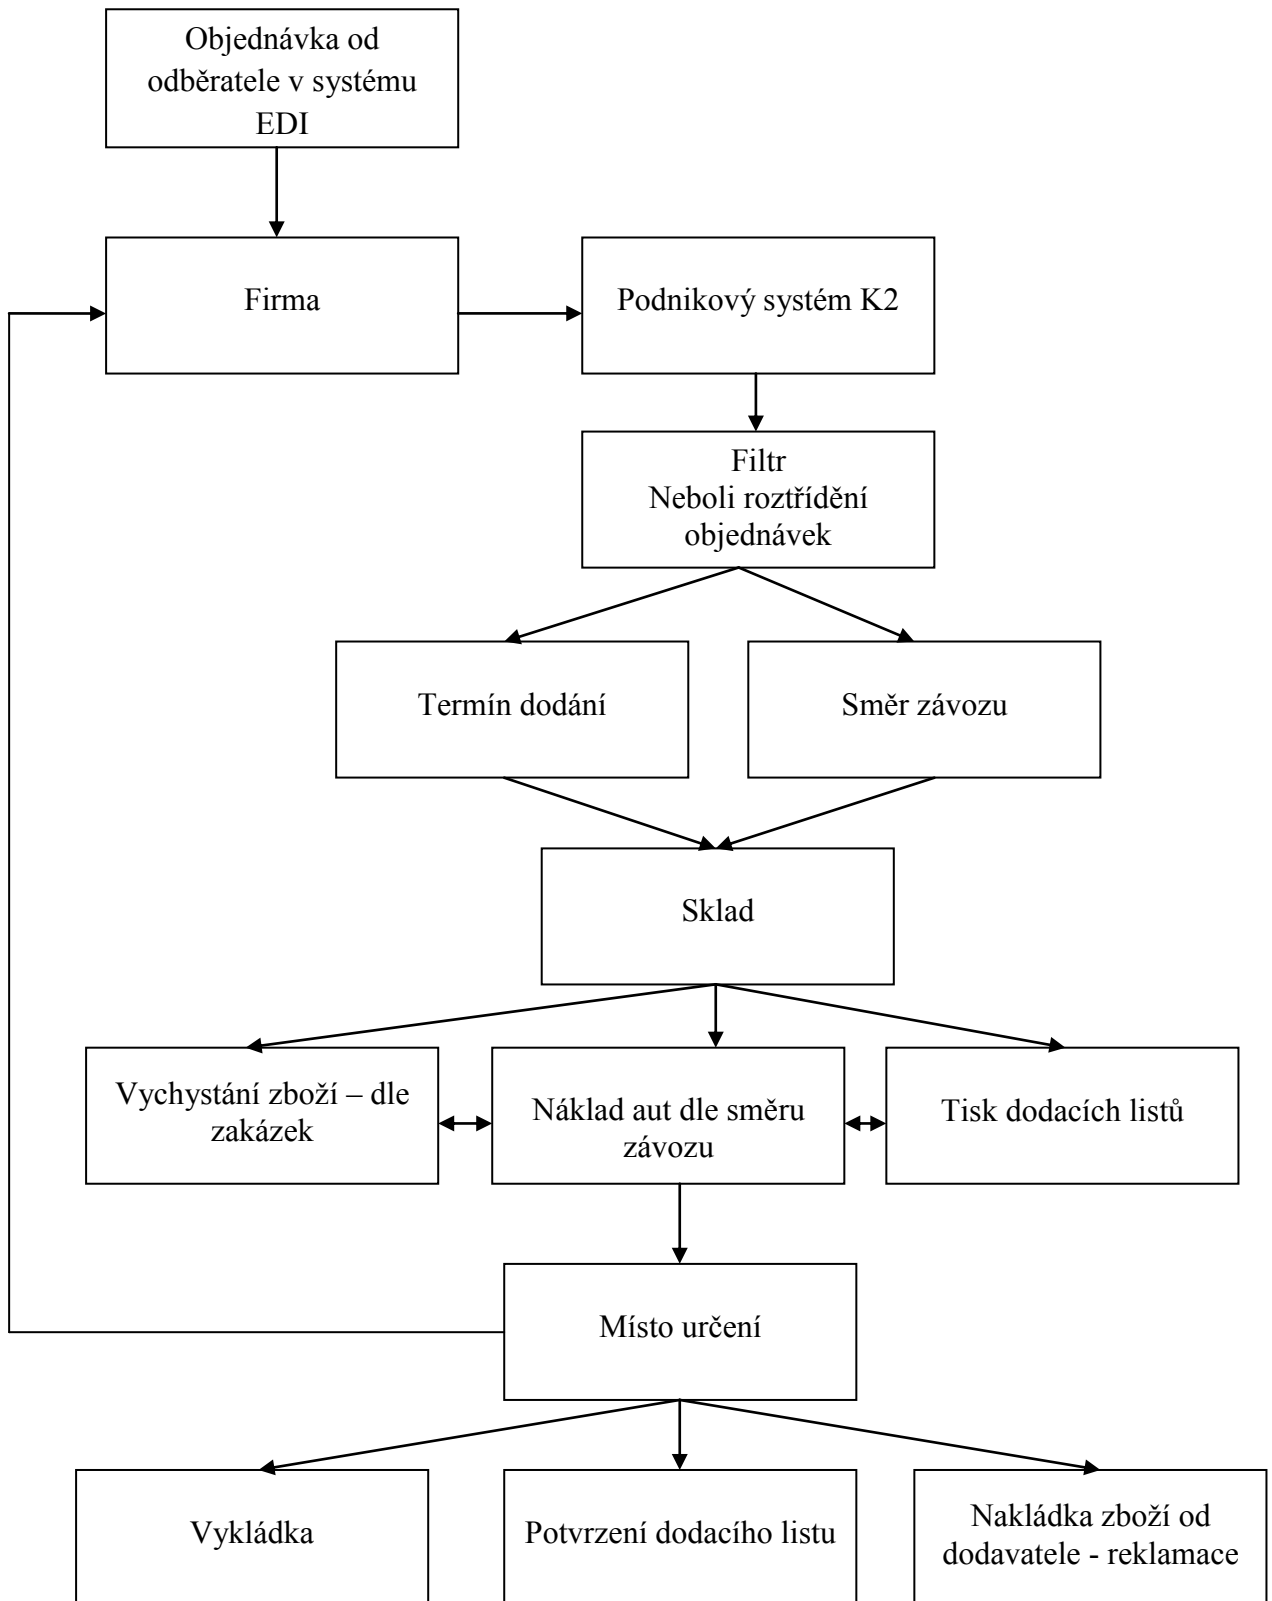 Objednávka od
odběratele v systému
EDI
Firma
Podnikový systém K2
Filtr
Neboli roztřídění
objednávek
Termín dodání
Směr závozu
Sklad
Vychystání zboží – dle
zakázek
Náklad aut dle směru
závozu
Tisk dodacích listů
Místo určení
Vykládka
Potvrzení dodacího listu
Nakládka zboží od
dodavatele - reklamace